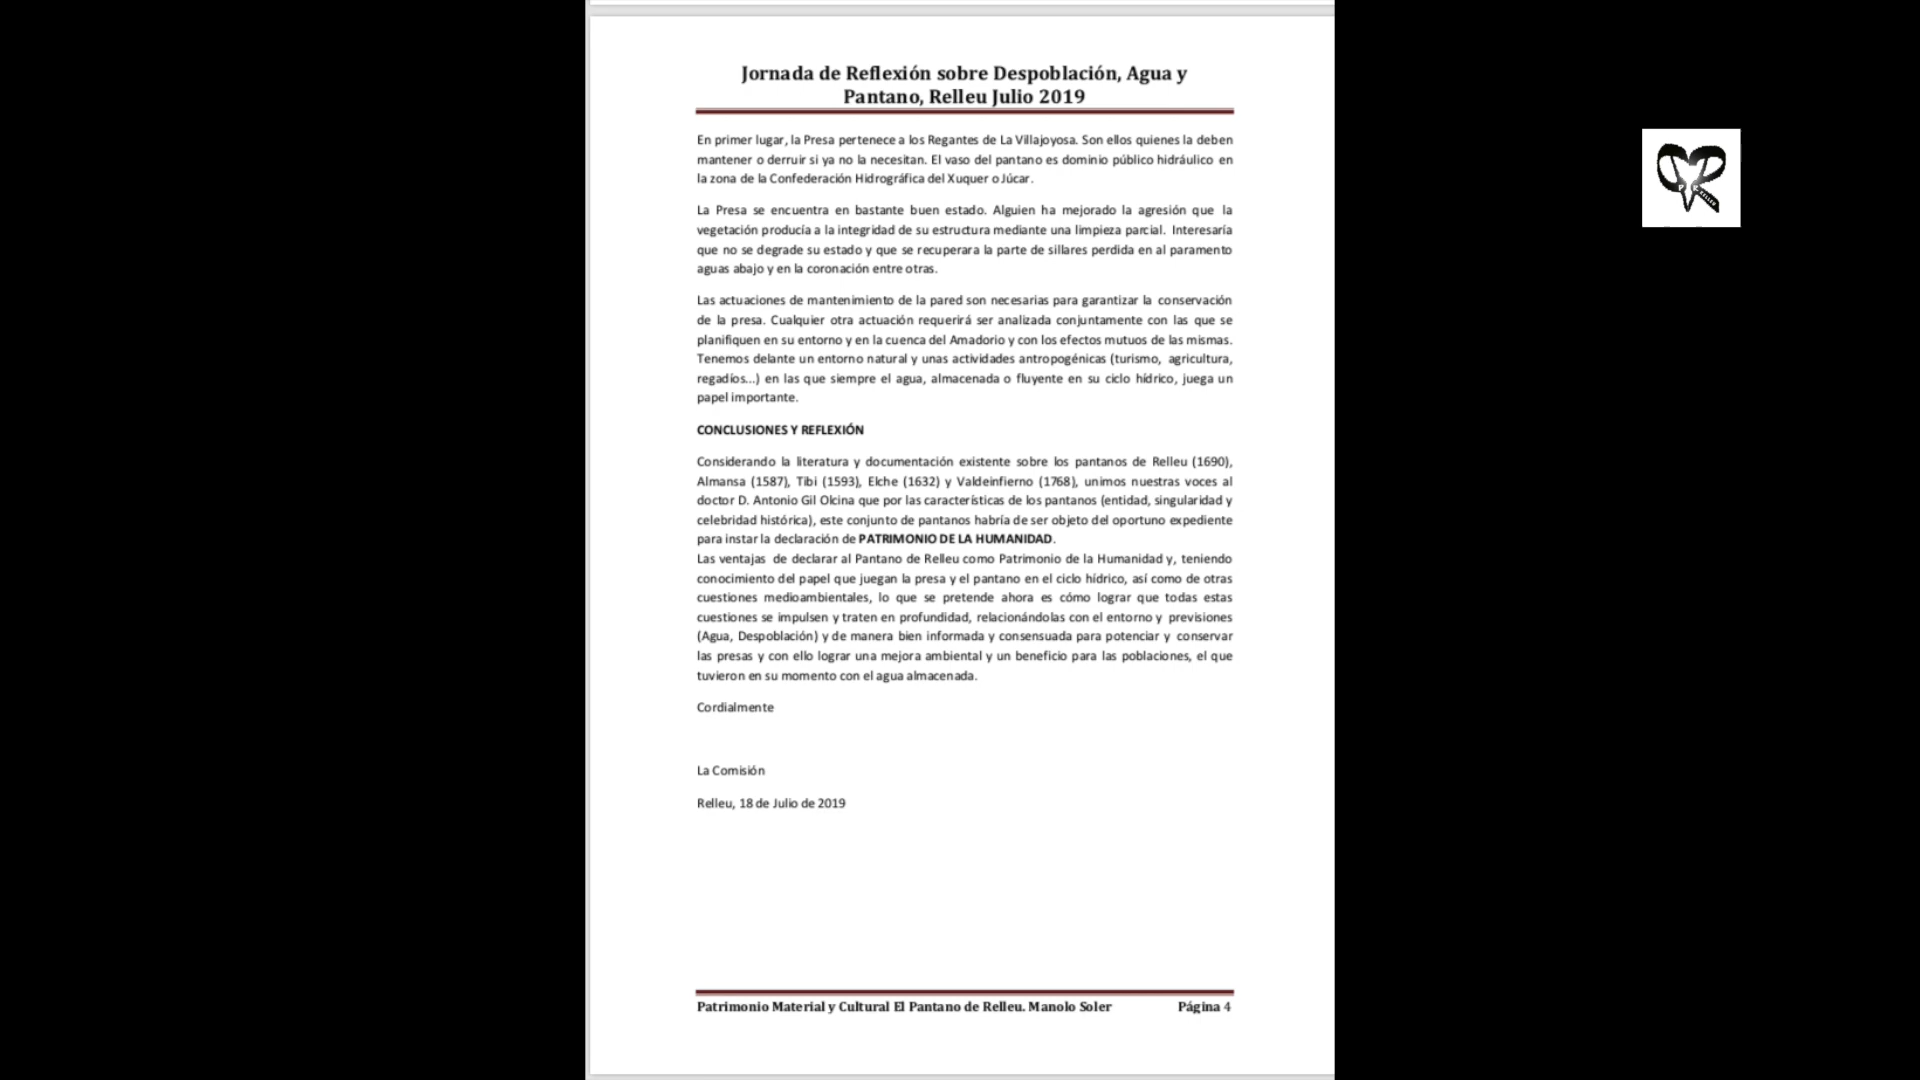 Jornada de Reflexión sobre Despoblación, Agua y
Pantano, Relleu Julio 2019
En primer lugar, la Presa pertenece a los Regantes de La Villajoyosa. Son ellos quienes la deben
mantener o derruir si ya no la necesitan. El vaso del pantano es dominio público hidráulico en
la zona de la Confederación Hidrográfica del Xuquer o Júcar.
La Presa se encuentra en bastante buen estado. Alguien ha mejorado la agresión que la
vegetación producía a la integridad de su estructura mediante una limpieza parcial. Interesaría
que no se degrade su estado y que se recuperara la parte de sillares perdida en al paramento
aguas abajo y en la coronación entre otras.
Las actuaciones de mantenimiento de la pared son necesarias para garantizar la conservación
de la presa. Cualquier otra actuación requerirá ser analizada conjuntamente con las que se
planifiquen en su entorno y en la cuenca del Amadorio y con los efectos mutuos de las mismas.
Tenemos delante un entorno natural y unas actividades antropogénicas (turismo, agricultura,
regadíos...) en las que siempre el agua, almacenada o fluyente en su ciclo hídrico, juega un
papel importante.
CONCLUSIONES Y REFLEXIÓN
Considerando la literatura y documentación existente sobre los pantanos de Relleu (1690),
Almansa (1587), Tibi (1593), Elche (1632) y Valdeinfierno (1768), unimos nuestras voces al
doctor D. Antonio Gil Olcina que por las características de los pantanos (entidad, singularidad y
celebridad histórica), este conjunto de pantanos habría de ser objeto del oportuno expediente
para instar la declaración de PATRIMONIO DE LA HUMANIDAD.
Las ventajas de declarar al Pantano de Relleu como Patrimonio de la Humanidad y, teniendo
conocimiento del papel que juegan la presa y el pantano en el ciclo hídrico, así como de otras
cuestiones medioambientales, lo que se pretende ahora es cómo lograr que todas estas
cuestiones se impulsen y traten en profundidad, relacionándolas con el entorno y previsiones
(Agua, Despoblación) y de manera bien informada y consensuada para potenciar y conservar
las presas y con ello lograr una mejora ambiental y un beneficio para las poblaciones, el que
tuvieron en su momento con el agua almacenada.
Cordialmente
La Comisión
Relleu, 18 de Julio de 2019
Patrimonio Material y Cultural El Pantano de Relleu. Manolo Soler Página 4